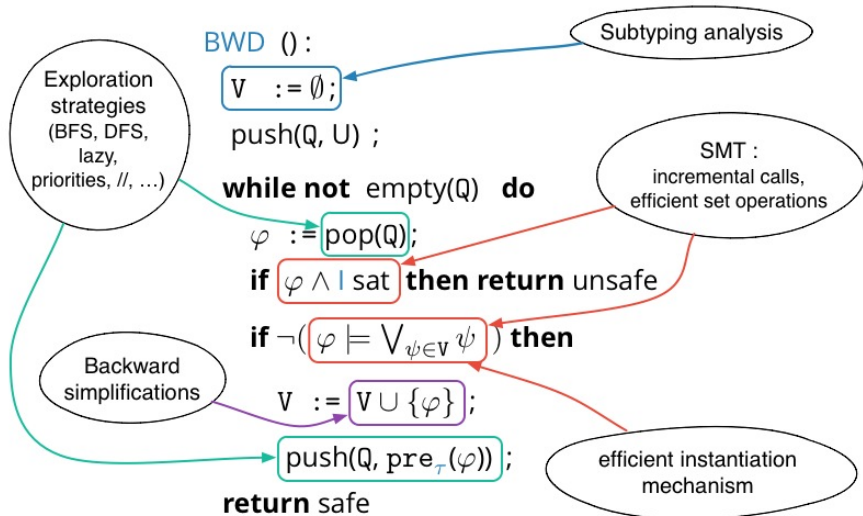 BWD () :
Subtyping analysis
Exploration
strategies
(BFS, DFS,
lazy,
priorities, //, ...)
V := ∅;
push(Q, U) ;
SMT :
incremental calls,
efficient set operations
while not empty(Q) do
φ := pop(Q);
if φ ∧ I sat then return unsafe
if ¬( φ ⊨ ⋁ψ∈V ψ ) then
Backward
simplifications
V := V ∪ {φ} ;
push(Q, preτ(φ)) ;
efficient instantiation
mechanism
return safe